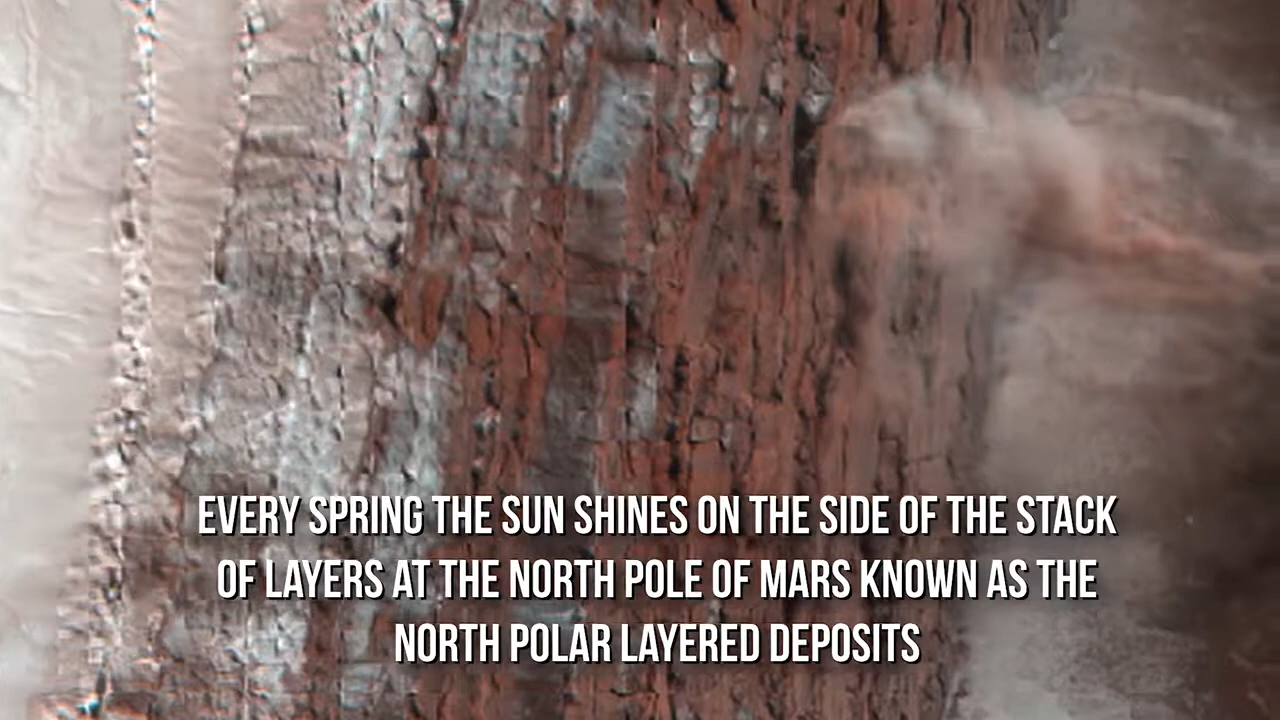 EVERY SPRING THE SUN SHINES ON THE SIDE OF THE STACK
OF LAYERS AT THE NORTH POLE OF MARS KNOWN AS THE
NORTH POLAR LAYERED DEPOSITS